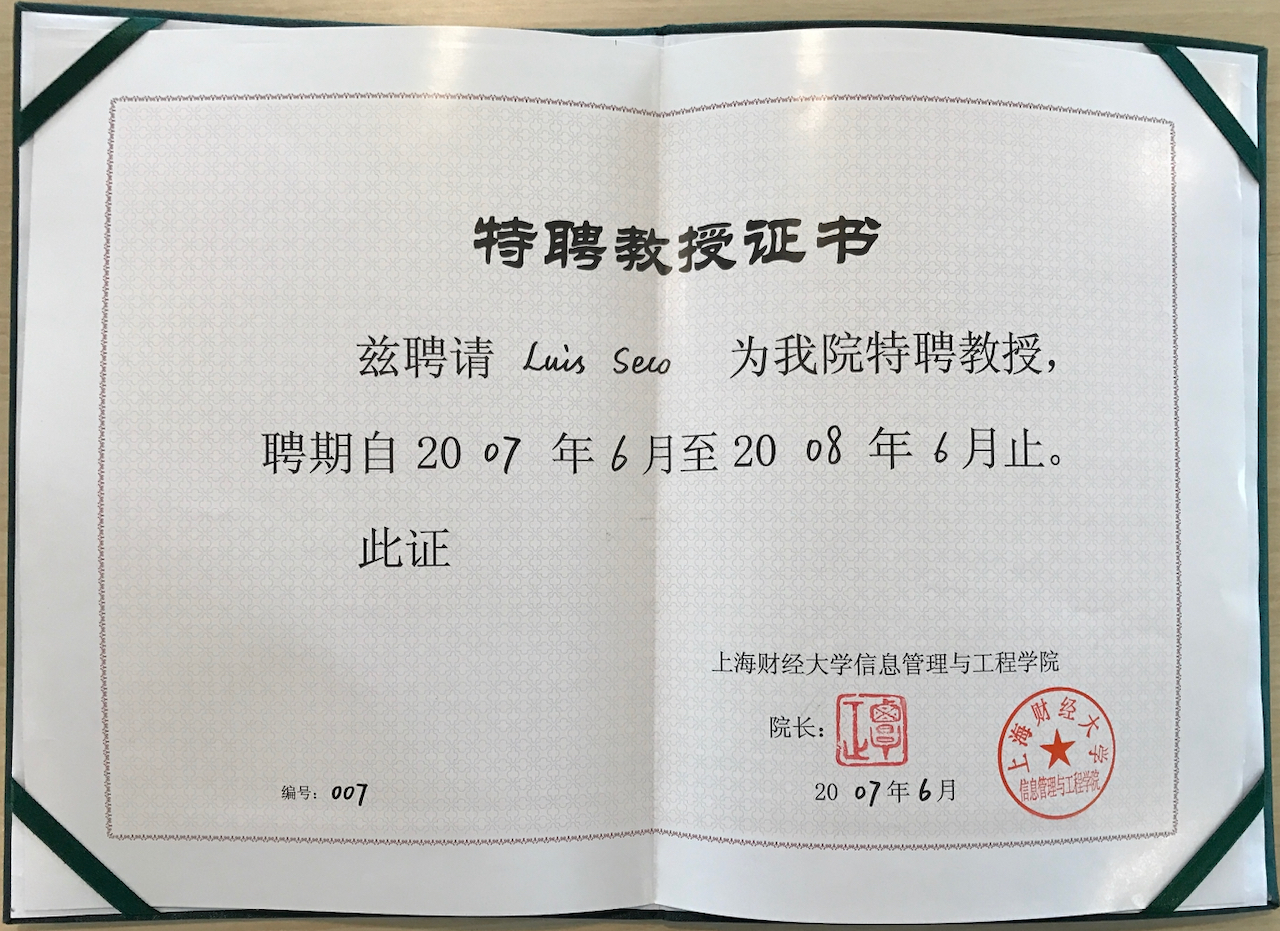 特聘教授证书
兹聘请 Luis Seco 为我院特聘教授，
聘期自 20 07 年 6 月至 20 08 年 6 月止。
此证
上海财经大学信息管理与工程学院
院长：
编号：007
20 07 年 6 月
上海财经大学
信息管理与工程学院